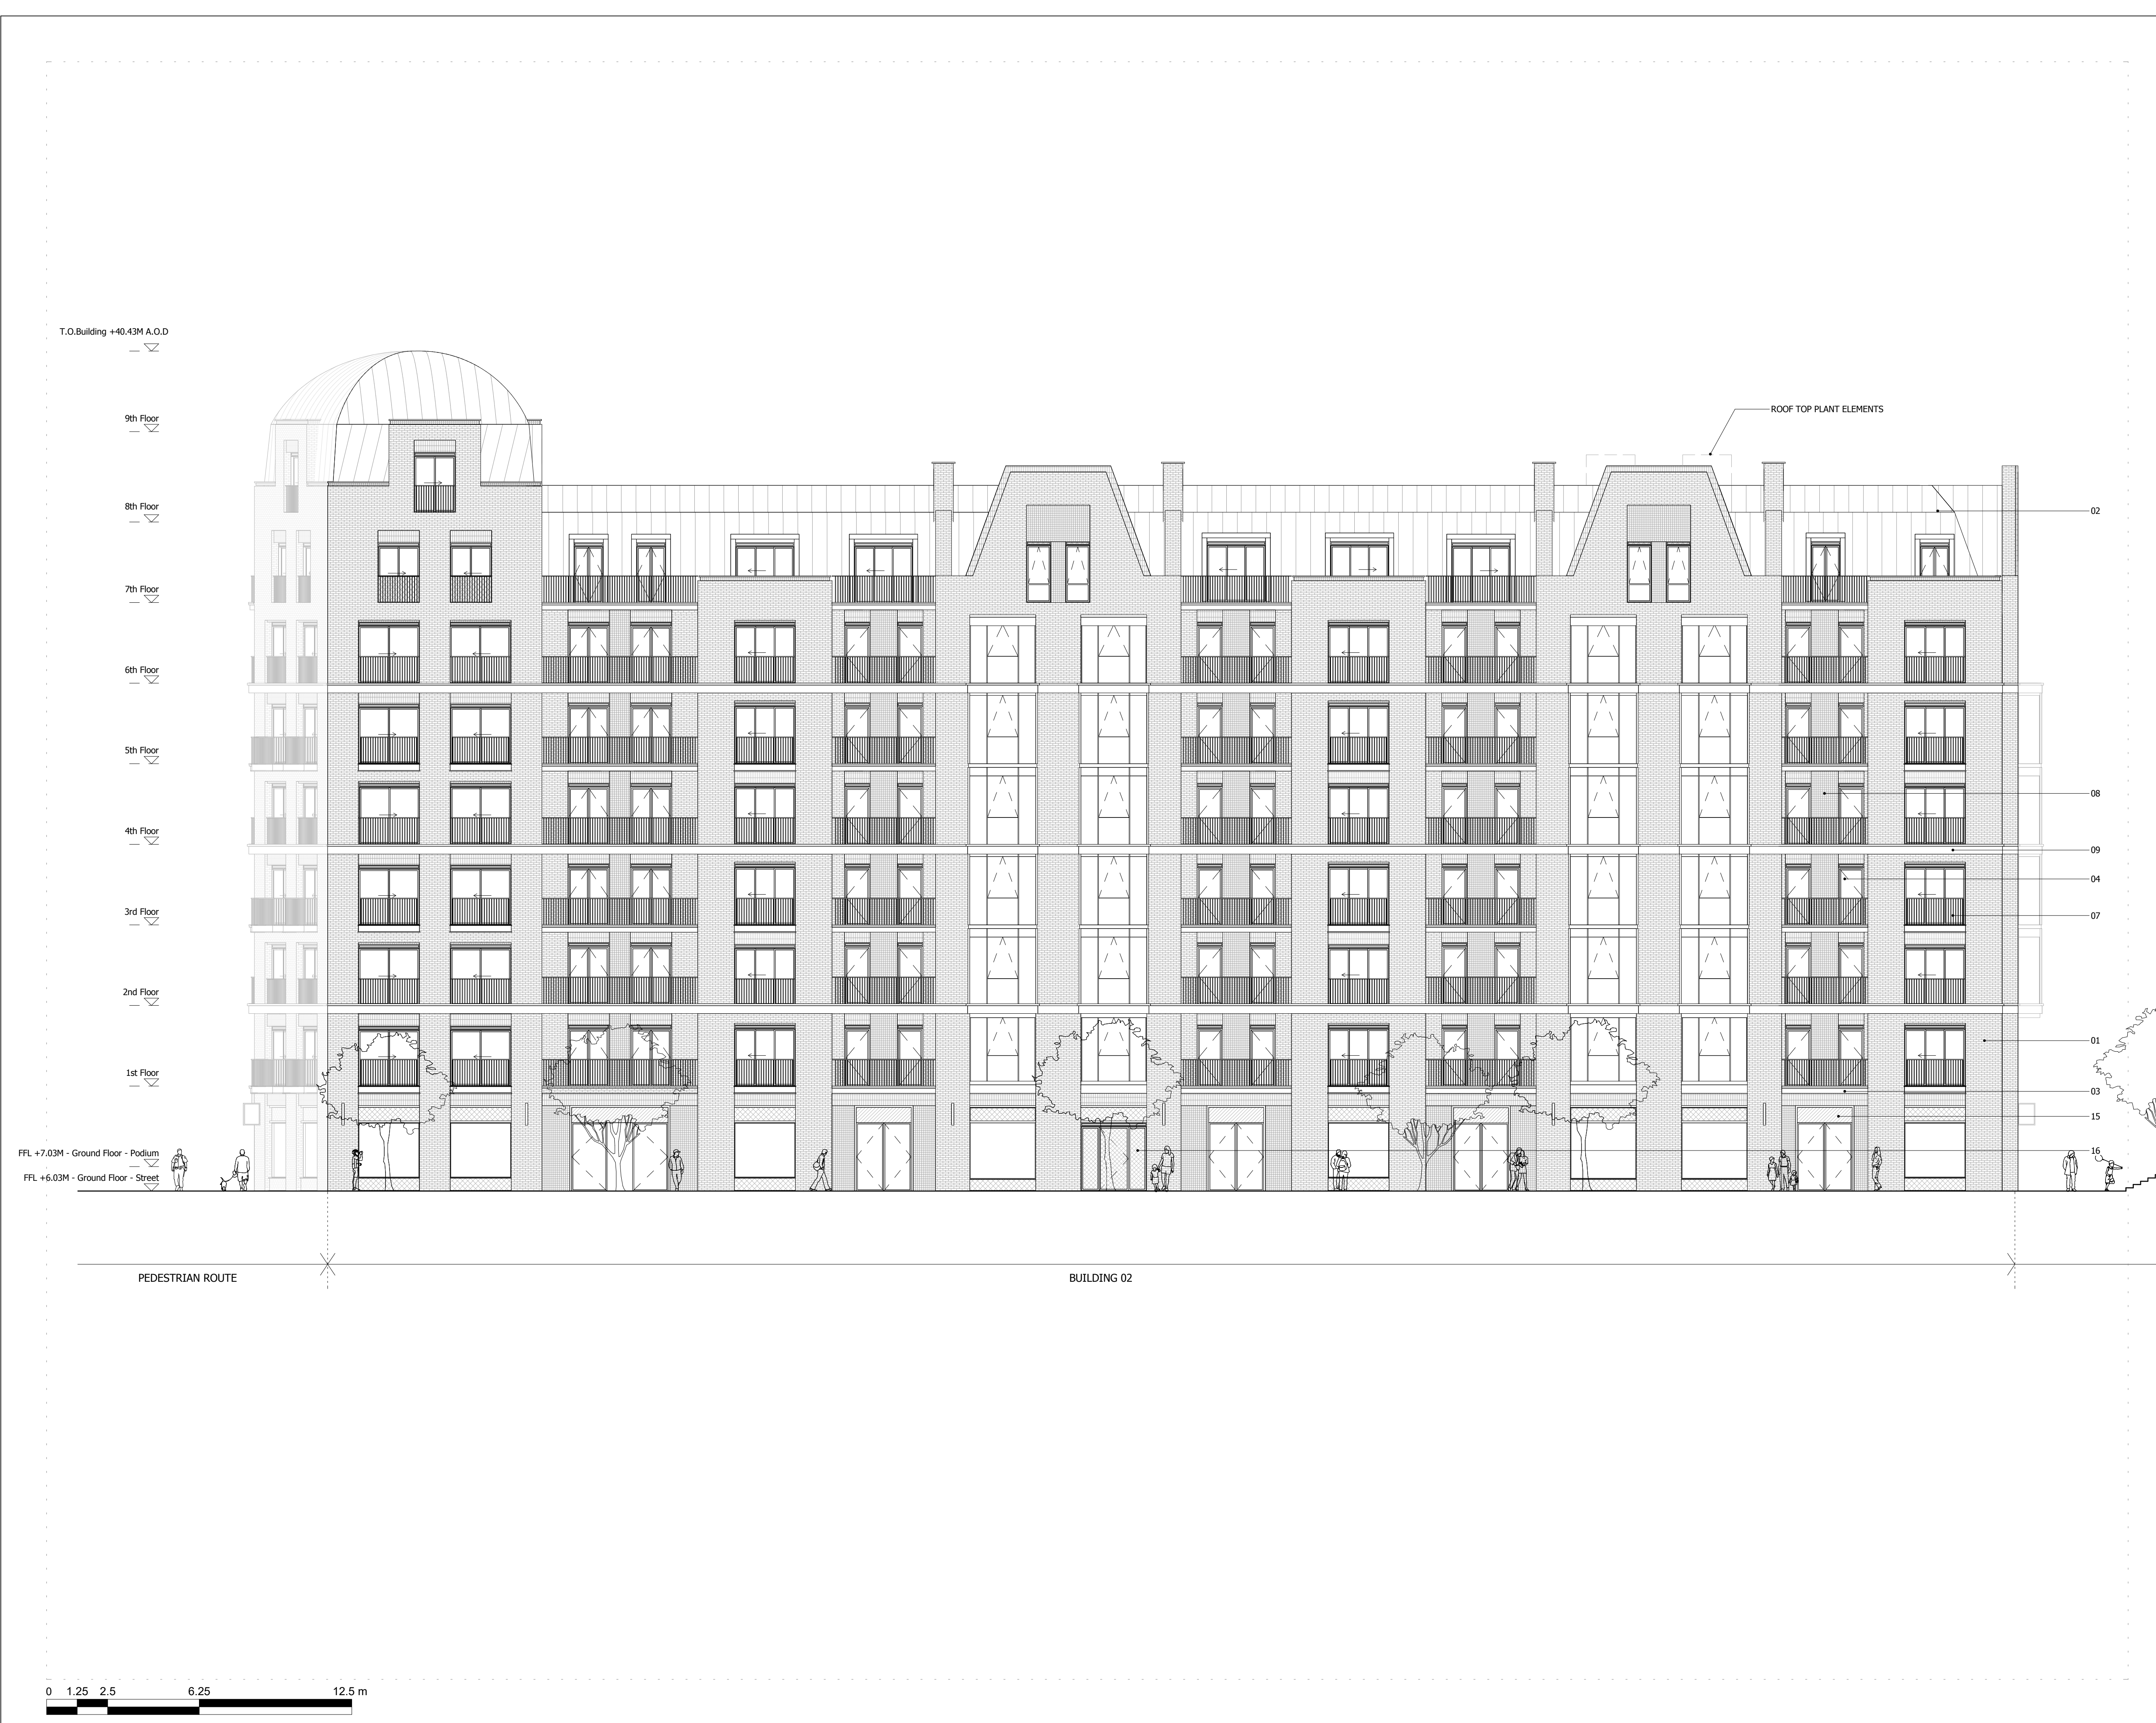 T.O.Building +40.43M A.O.D
9th Floor
ROOF TOP PLANT ELEMENTS
8th Floor
02
7th Floor
6th Floor
5th Floor
08
4th Floor
09
04
3rd Floor
07
2nd Floor
01
1st Floor
03
15
FFL +7.03M - Ground Floor - Podium
16
FFL +6.03M - Ground Floor - Street
PEDESTRIAN ROUTE
BUILDING 02
0 1.25 2.5 6.25 12.5 m